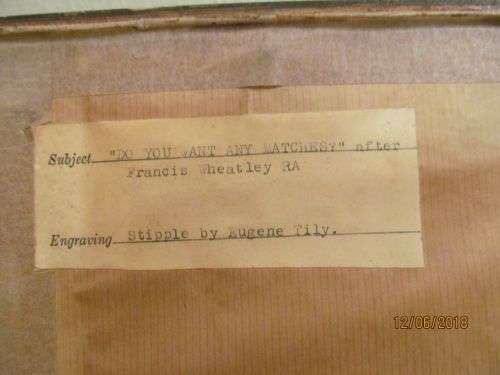 Subject "DO YOU WANT ANY MATCHES?" after
Francis Wheatley RA
Engraving Stipple by Eugene Tily.
12/06/2018